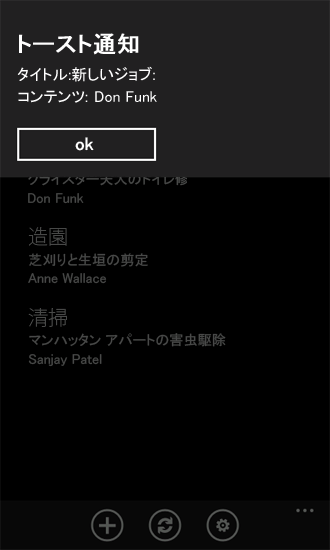 トースト通知
タイトル:新しいジョブ:
コンテンツ: Don Funk
ok
クライスラー夫人のトイレ修
Don Funk
造園
芝刈りと生垣の剪定
Anne Wallace
清掃
マンハッタン アパートの害虫駆除
Sanjay Patel